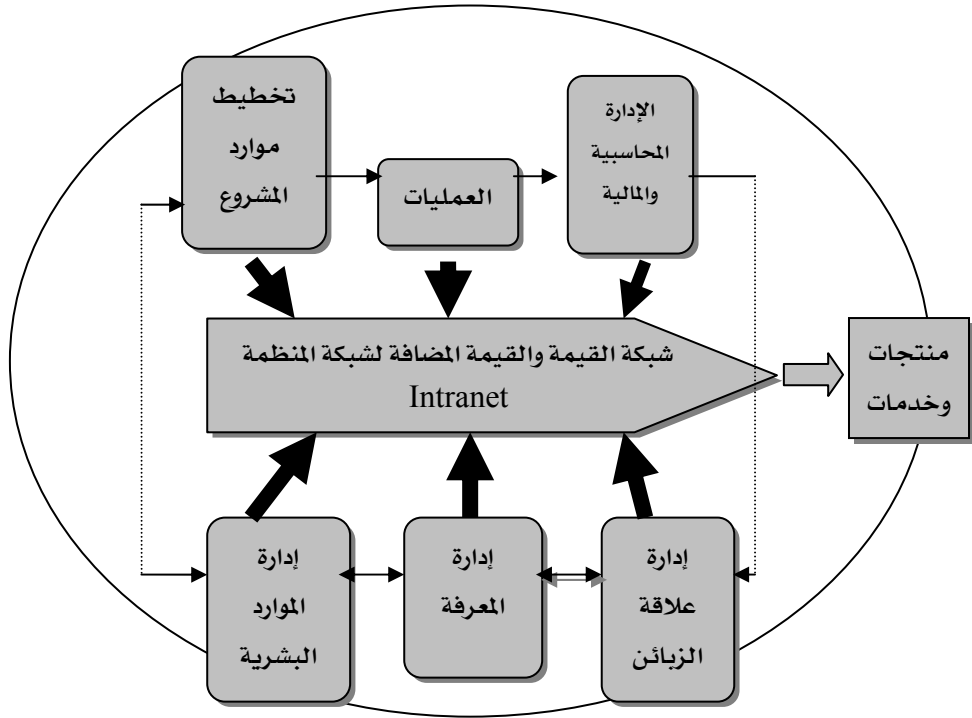 تخطيط
موارد
المشروع
العمليات
الإدارة
المحاسبية
والمالية
شبكة القيمة والقيمة المضافة لشبكة المنظمة
Intranet
منتجات
وخدمات
إدارة
الموارد
البشرية
إدارة
المعرفة
إدارة
علاقة
الزبائن